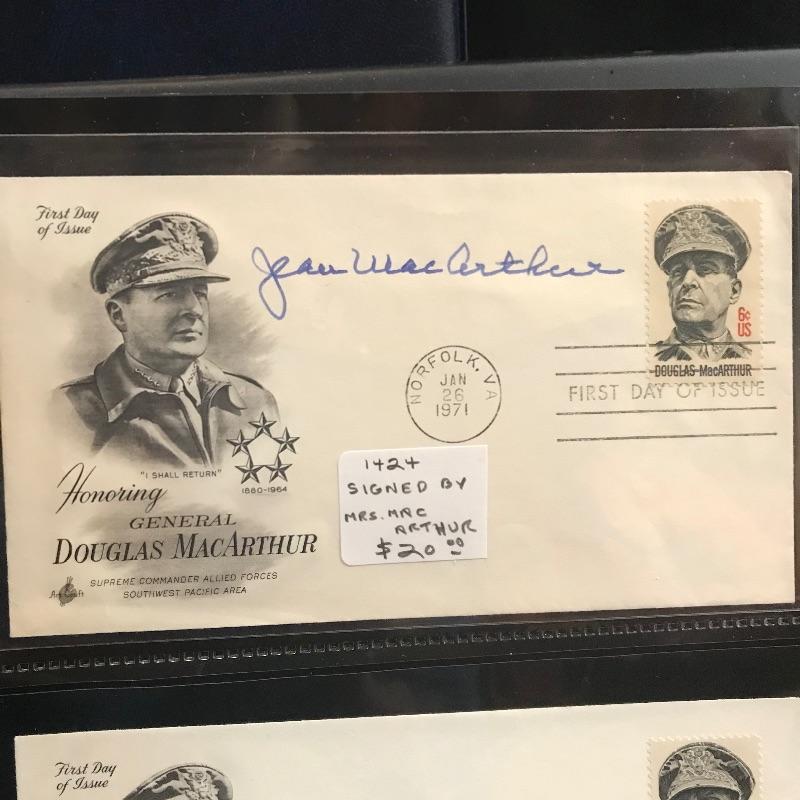 First Day
of Issue
Jean MacArthur
6¢
US
DOUGLAS MacARTHUR
NORFOLK, VA
JAN
26
1971
FIRST DAY OF ISSUE
"I SHALL RETURN"
1880-1964
Honoring
GENERAL
DOUGLAS MACARTHUR
SUPREME COMMANDER ALLIED FORCES
SOUTHWEST PACIFIC AREA
Art Craft
1424
SIGNED BY
MRS. MAC
ARTHUR
$20.00
First Day
of Issue